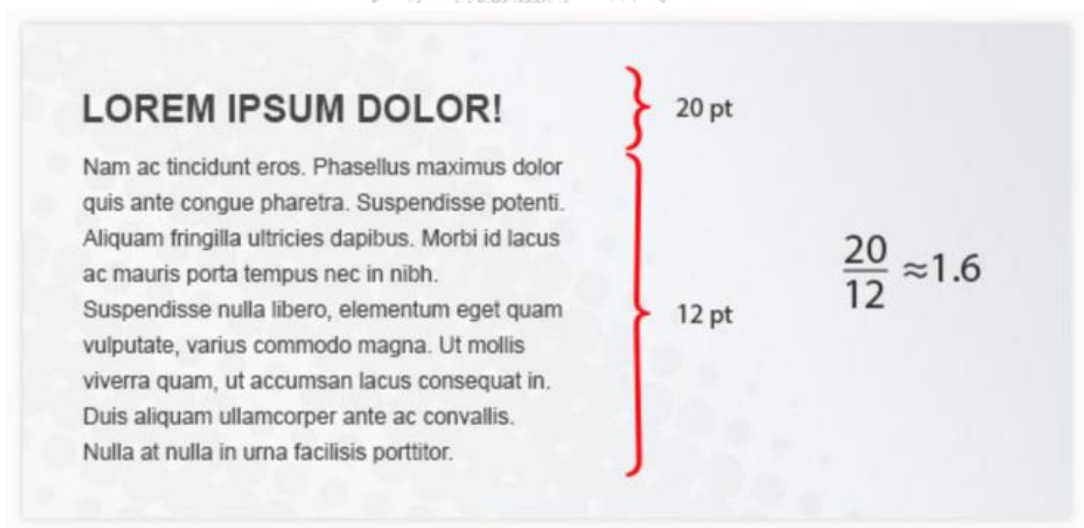 LOREM IPSUM DOLOR!
Nam ac tincidunt eros. Phasellus maximus dolor
quis ante congue pharetra. Suspendisse potenti.
Aliquam fringilla ultricies dapibus. Morbi id lacus
ac mauris porta tempus nec in nibh.
Suspendisse nulla libero, elementum eget quam
vulputate, varius commodo magna. Ut mollis
viverra quam, ut accumsan lacus consequat in.
Duis aliquam ullamcorper ante ac convallis.
Nulla at nulla in urna facilisis porttitor.
20 pt
12 pt
20
12
≈1.6